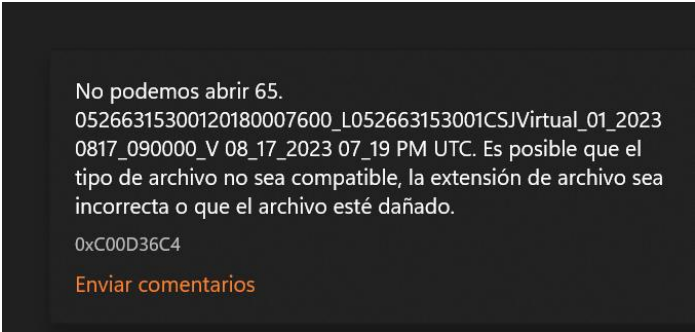 No podemos abrir 65.
05266315300120180007600_L052663153001CSJVirtual_01_2023
0817_090000_V 08_17_2023 07_19 PM UTC. Es posible que el
tipo de archivo no sea compatible, la extensión de archivo sea
incorrecta o que el archivo esté dañado.
0xC00D36C4
Enviar comentarios